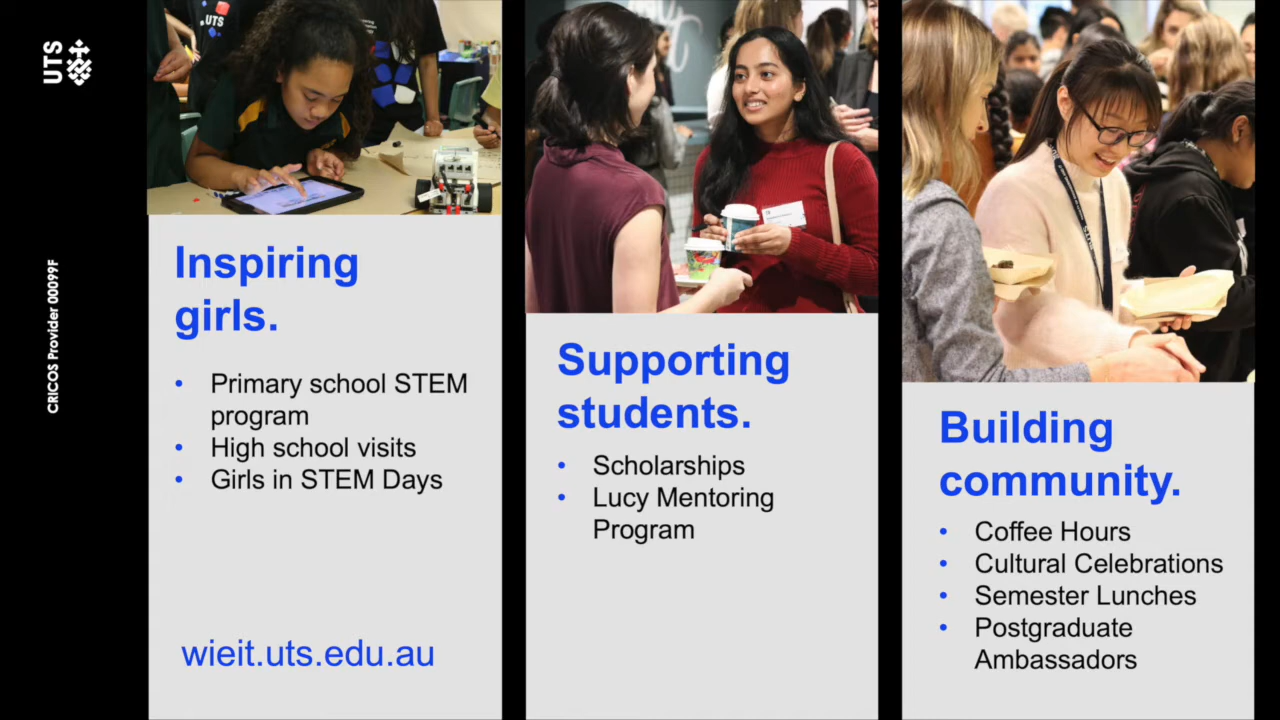 UTS
CRICOS Provider 00099F
.UTS
Inspiring
girls.
• Primary school STEM
program
• High school visits
• Girls in STEM Days
wieit.uts.edu.au
Supporting
students.
• Scholarships
• Lucy Mentoring
Program
Building
community.
• Coffee Hours
• Cultural Celebrations
• Semester Lunches
• Postgraduate
Ambassadors